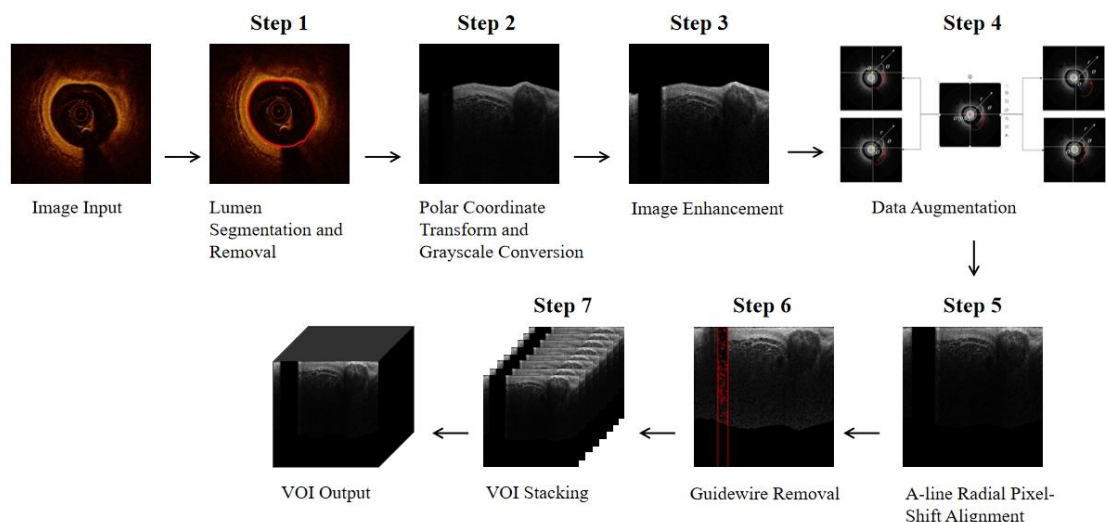 Step 1
Step 2
Step 3
Step 4
Image Input
Lumen
Segmentation and
Removal
Polar Coordinate
Transform and
Grayscale Conversion
Image Enhancement
Data Augmentation
Step 7
Step 6
Step 5
VOI Output
VOI Stacking
Guidewire Removal
A-line Radial Pixel-
Shift Alignment